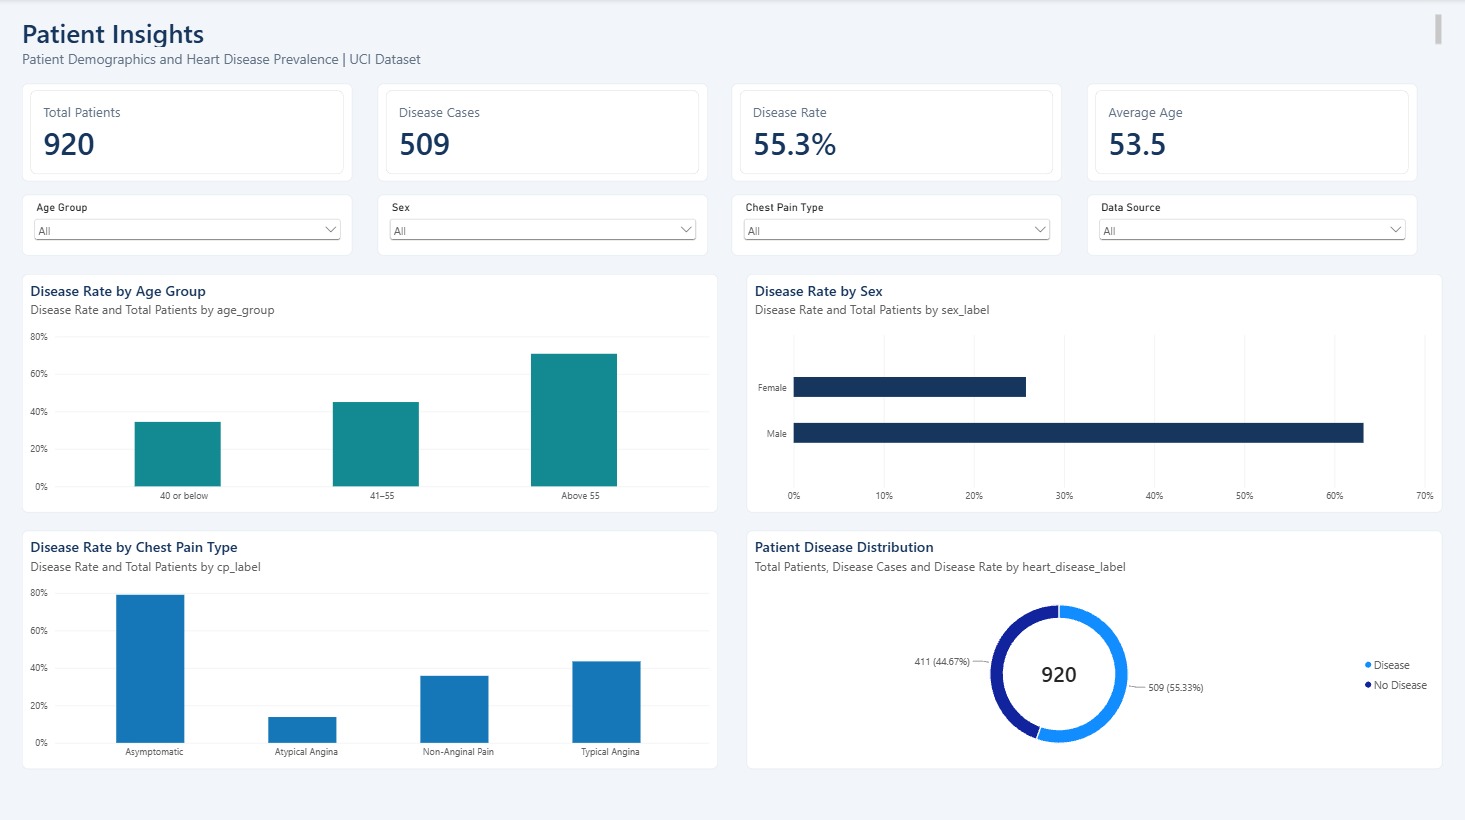 Patient Insights
Patient Demographics and Heart Disease Prevalence | UCI Dataset
Total Patients
920
Disease Cases
509
Disease Rate
55.3%
Average Age
53.5
Age Group
All
Sex
All
Chest Pain Type
All
Data Source
All
Disease Rate by Age Group
Disease Rate and Total Patients by age_group
80%
60%
40%
20%
0%
40 or below
41–55
Above 55
Disease Rate by Sex
Disease Rate and Total Patients by sex_label
Female
Male
0%
10%
20%
30%
40%
50%
60%
70%
Disease Rate by Chest Pain Type
Disease Rate and Total Patients by cp_label
80%
60%
40%
20%
0%
Asymptomatic
Atypical Angina
Non-Anginal Pain
Typical Angina
Patient Disease Distribution
Total Patients, Disease Cases and Disease Rate by heart_disease_label
411 (44.67%)
920
509 (55.33%)
Disease
No Disease